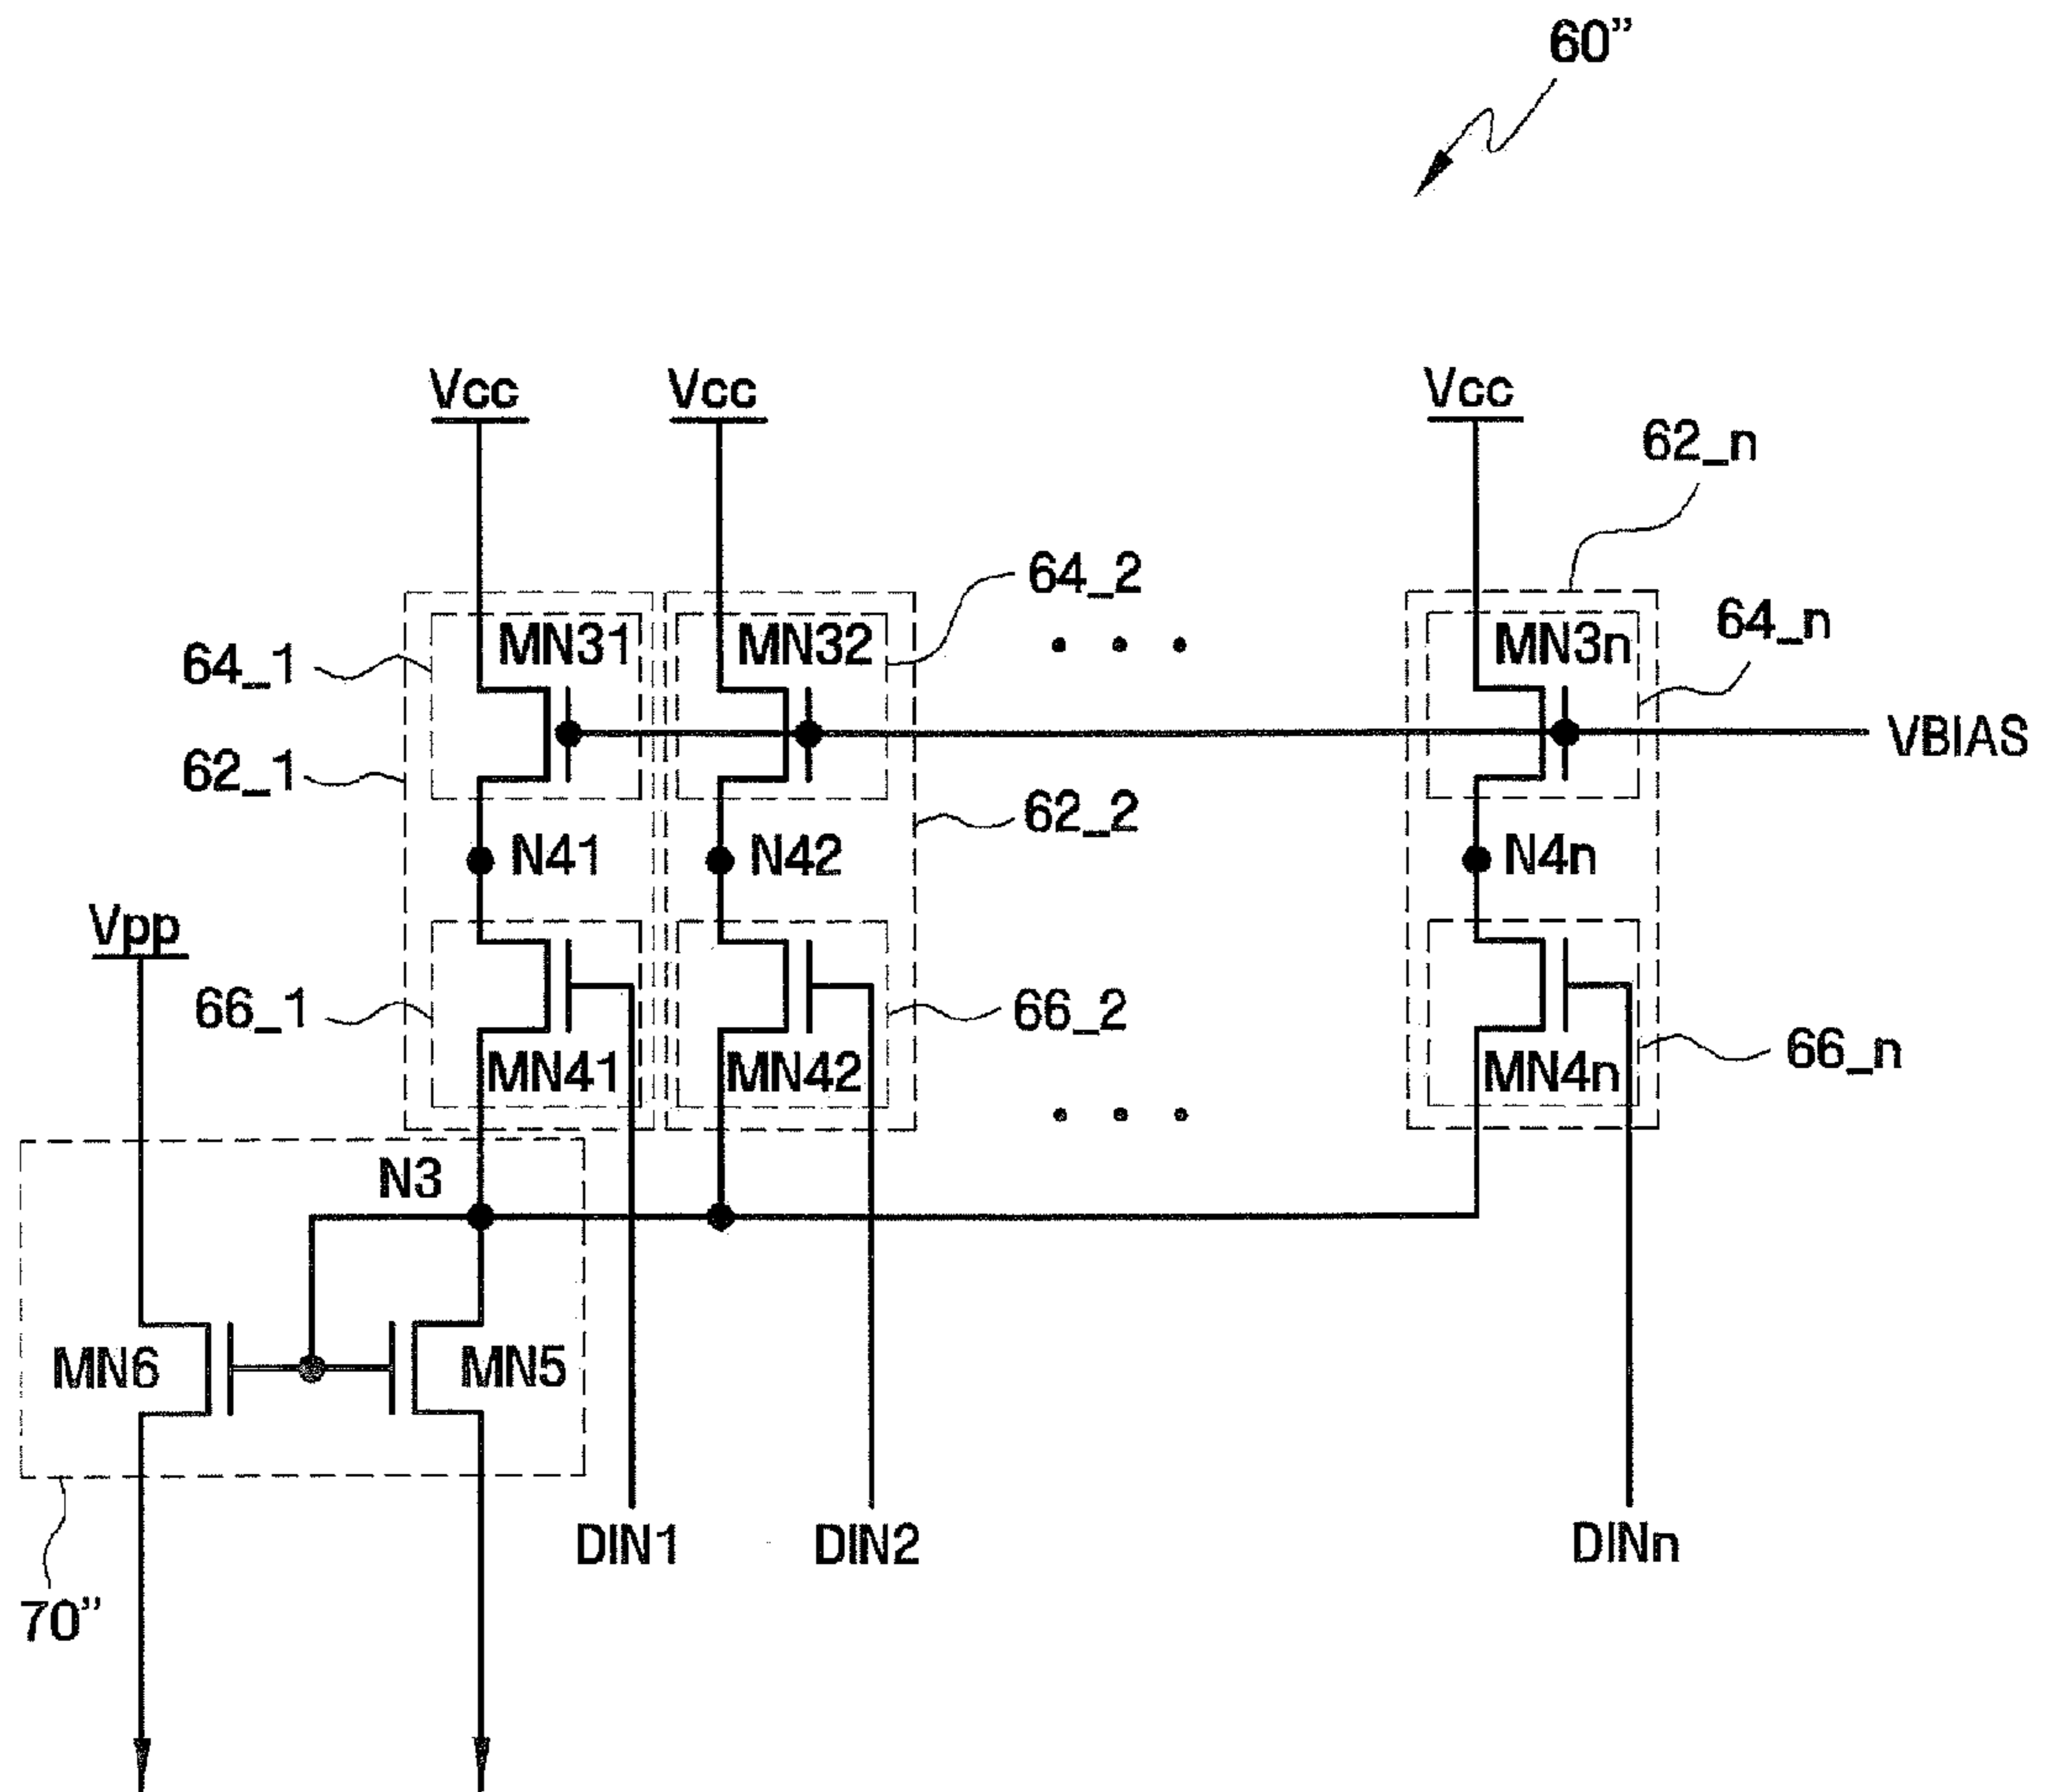 60”
Vcc Vcc Vcc
62_n
64_2
MN31 MN32 MN3n
64_n
64_1
VBIAS
62_1
62_2
N41 N42 N4n
Vpp
66_1
66_2
66_n
MN41 MN42 MN4n
N3
MN6 MN5
DIN1 DIN2 DINn
70”